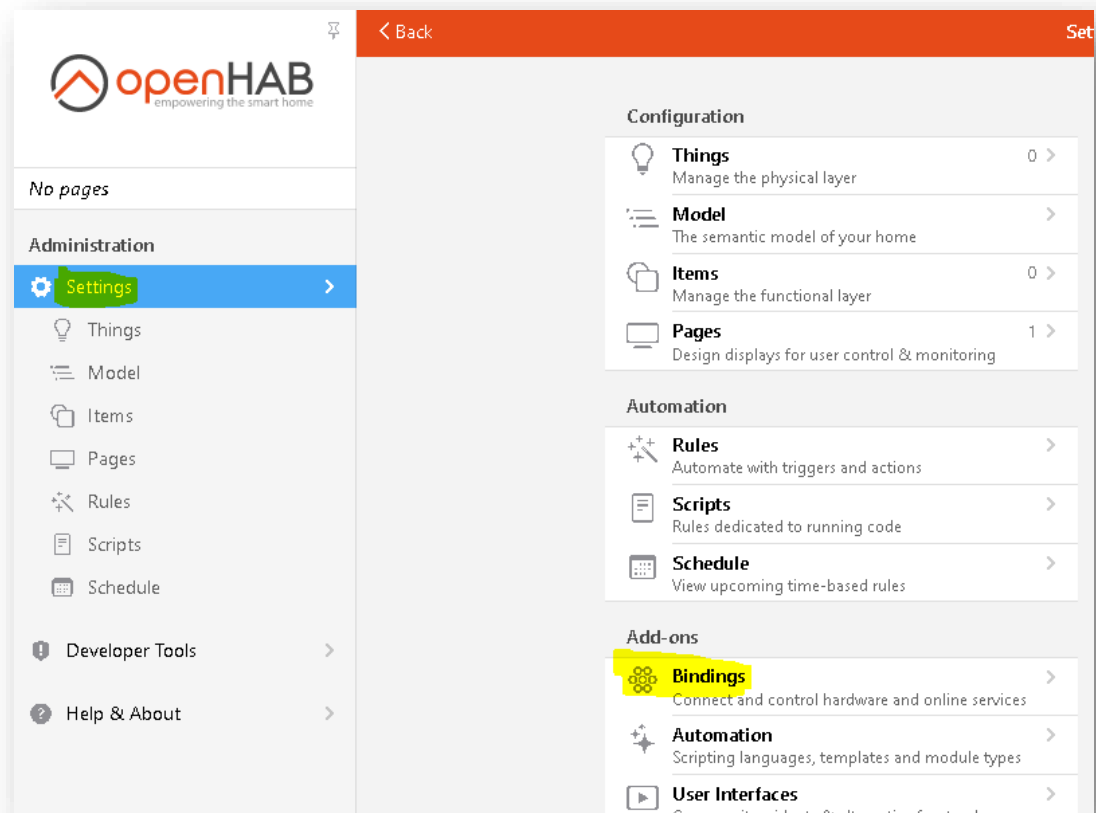 openHAB
empowering the smart home
No pages
Administration
Settings
Things
Model
Items
Pages
Rules
Scripts
Schedule
Developer Tools
Help & About
Back
Configuration
Things 0
Manage the physical layer
Model
The semantic model of your home
Items 0
Manage the functional layer
Pages 1
Design displays for user control & monitoring
Automation
Rules
Automate with triggers and actions
Scripts
Rules dedicated to running code
Schedule
View upcoming time-based rules
Add-ons
Bindings
Connect and control hardware and online services
Automation
Scripting languages, templates and module types
User Interfaces